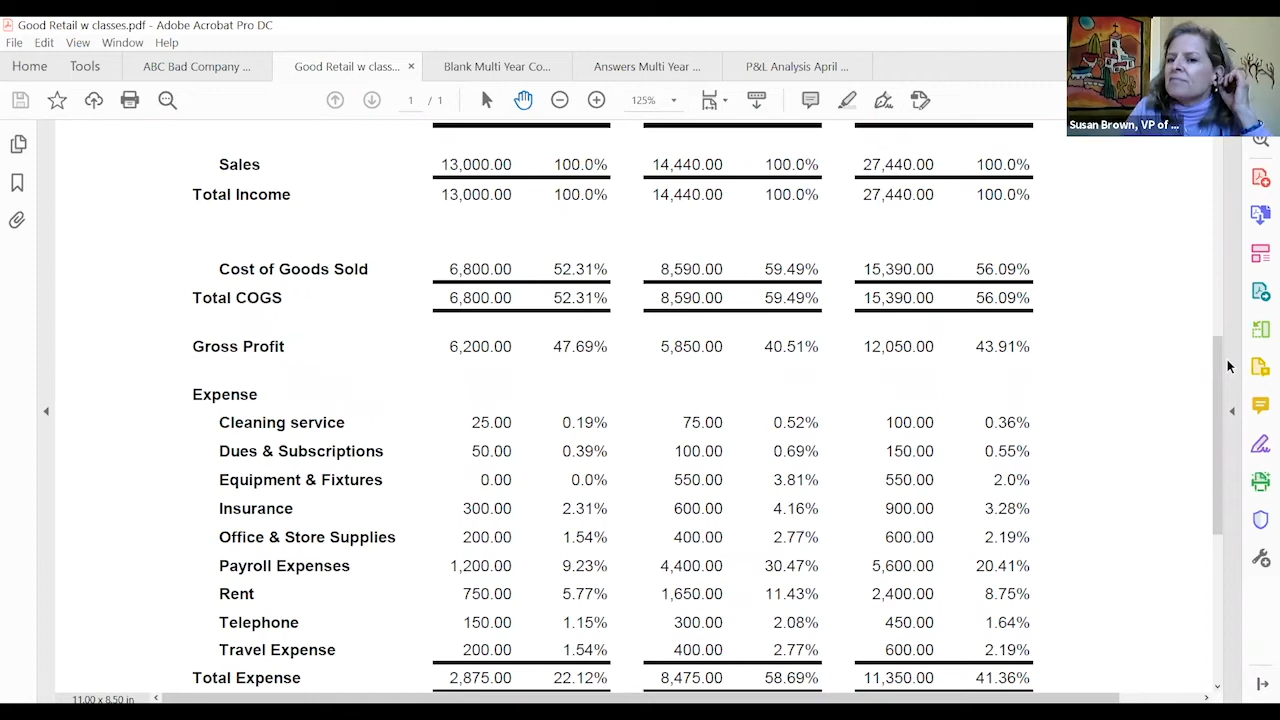 Good Retail w classes.pdf - Adobe Acrobat Pro DC
File Edit View Window Help
Home Tools ABC Bad Company ... Good Retail w class... × Blank Multi Year Co... Answers Multi Year ... P&L Analysis April ...
1 / 1 125%
Susan Brown, VP of ...
Sales 13,000.00 100.0% 14,440.00 100.0% 27,440.00 100.0%
Total Income 13,000.00 100.0% 14,440.00 100.0% 27,440.00 100.0%
Cost of Goods Sold 6,800.00 52.31% 8,590.00 59.49% 15,390.00 56.09%
Total COGS 6,800.00 52.31% 8,590.00 59.49% 15,390.00 56.09%
Gross Profit 6,200.00 47.69% 5,850.00 40.51% 12,050.00 43.91%
Expense
Cleaning service 25.00 0.19% 75.00 0.52% 100.00 0.36%
Dues & Subscriptions 50.00 0.39% 100.00 0.69% 150.00 0.55%
Equipment & Fixtures 0.00 0.0% 550.00 3.81% 550.00 2.0%
Insurance 300.00 2.31% 600.00 4.16% 900.00 3.28%
Office & Store Supplies 200.00 1.54% 400.00 2.77% 600.00 2.19%
Payroll Expenses 1,200.00 9.23% 4,400.00 30.47% 5,600.00 20.41%
Rent 750.00 5.77% 1,650.00 11.43% 2,400.00 8.75%
Telephone 150.00 1.15% 300.00 2.08% 450.00 1.64%
Travel Expense 200.00 1.54% 400.00 2.77% 600.00 2.19%
Total Expense 2,875.00 22.12% 8,475.00 58.69% 11,350.00 41.36%
11.00 x 8.50 in